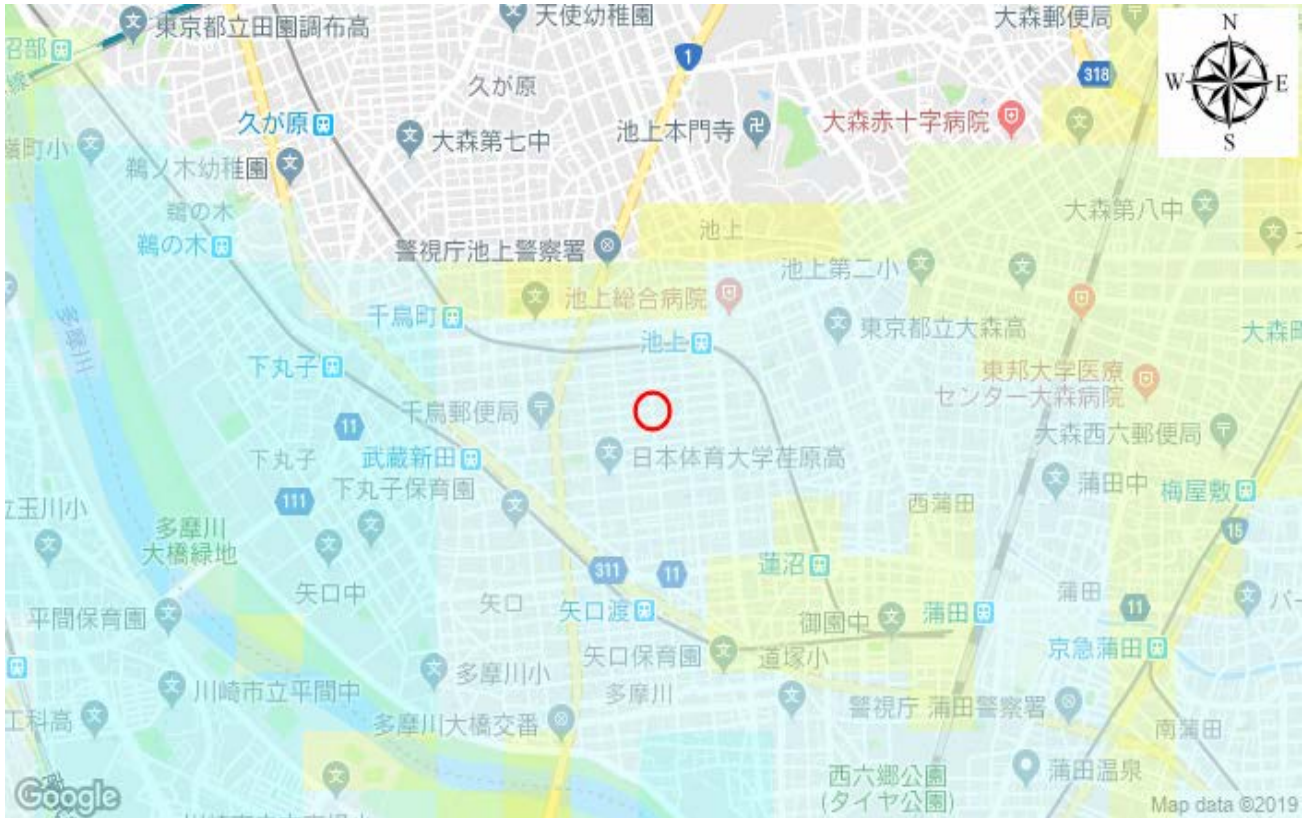 東京都立田園調布高
天使幼稚園
大森郵便局
N
W
E
S
沼部
1
318
久が原
久が原
大森第七中
池上本門寺
大森赤十字病院
鵜ノ木幼稚園
鵜の木
鵜の木
大森第八中
池上
警視庁池上警察署
池上第二小
池上総合病院
千鳥町
東京都立大森高
多摩川
池上
下丸子
東邦大学医療
センター大森病院
千鳥郵便局
11
大森西六郵便局
下丸子
武蔵新田
日本体育大学荏原高
下丸子保育園
111
蒲田中
梅屋敷
西蒲田
15
多摩川
大橋緑地
311
11
蓮沼
矢口中
矢口
蒲田
平間保育園
矢口渡
御園中
蒲田
11
矢口保育園
道塚小
京急蒲田
多摩川小
川崎市立平間中
多摩川
警視庁 蒲田警察署
工科高
多摩川大橋交番
南蒲田
西六郷公園
(タイヤ公園)
蒲田温泉
Google
Map data ©2019